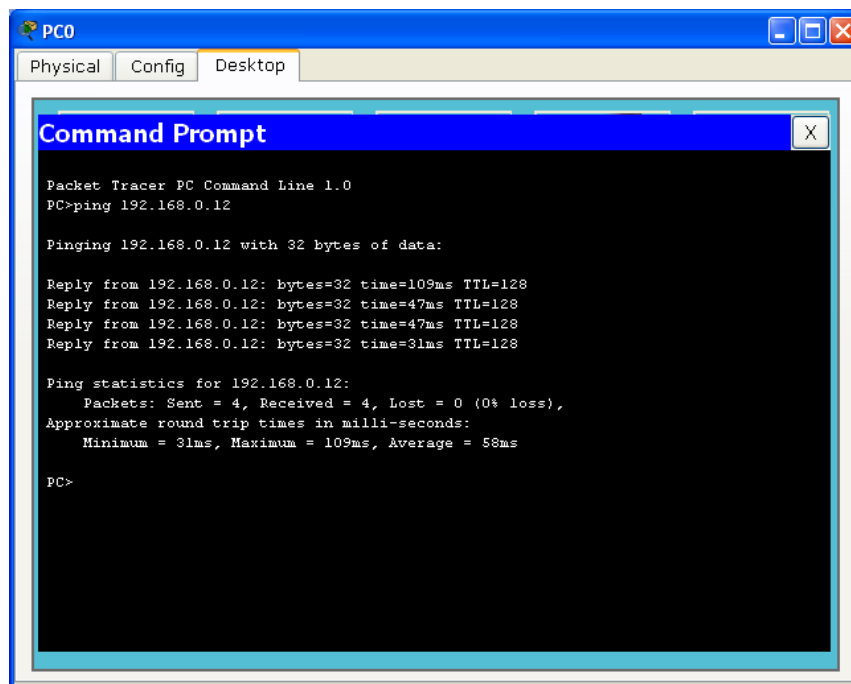 PC0
Physical Config Desktop
Command Prompt X
Packet Tracer PC Command Line 1.0
PC>ping 192.168.0.12
Pinging 192.168.0.12 with 32 bytes of data:
Reply from 192.168.0.12: bytes=32 time=109ms TTL=128
Reply from 192.168.0.12: bytes=32 time=47ms TTL=128
Reply from 192.168.0.12: bytes=32 time=47ms TTL=128
Reply from 192.168.0.12: bytes=32 time=31ms TTL=128
Ping statistics for 192.168.0.12:
    Packets: Sent = 4, Received = 4, Lost = 0 (0% loss),
Approximate round trip times in milli-seconds:
    Minimum = 31ms, Maximum = 109ms, Average = 58ms
PC>